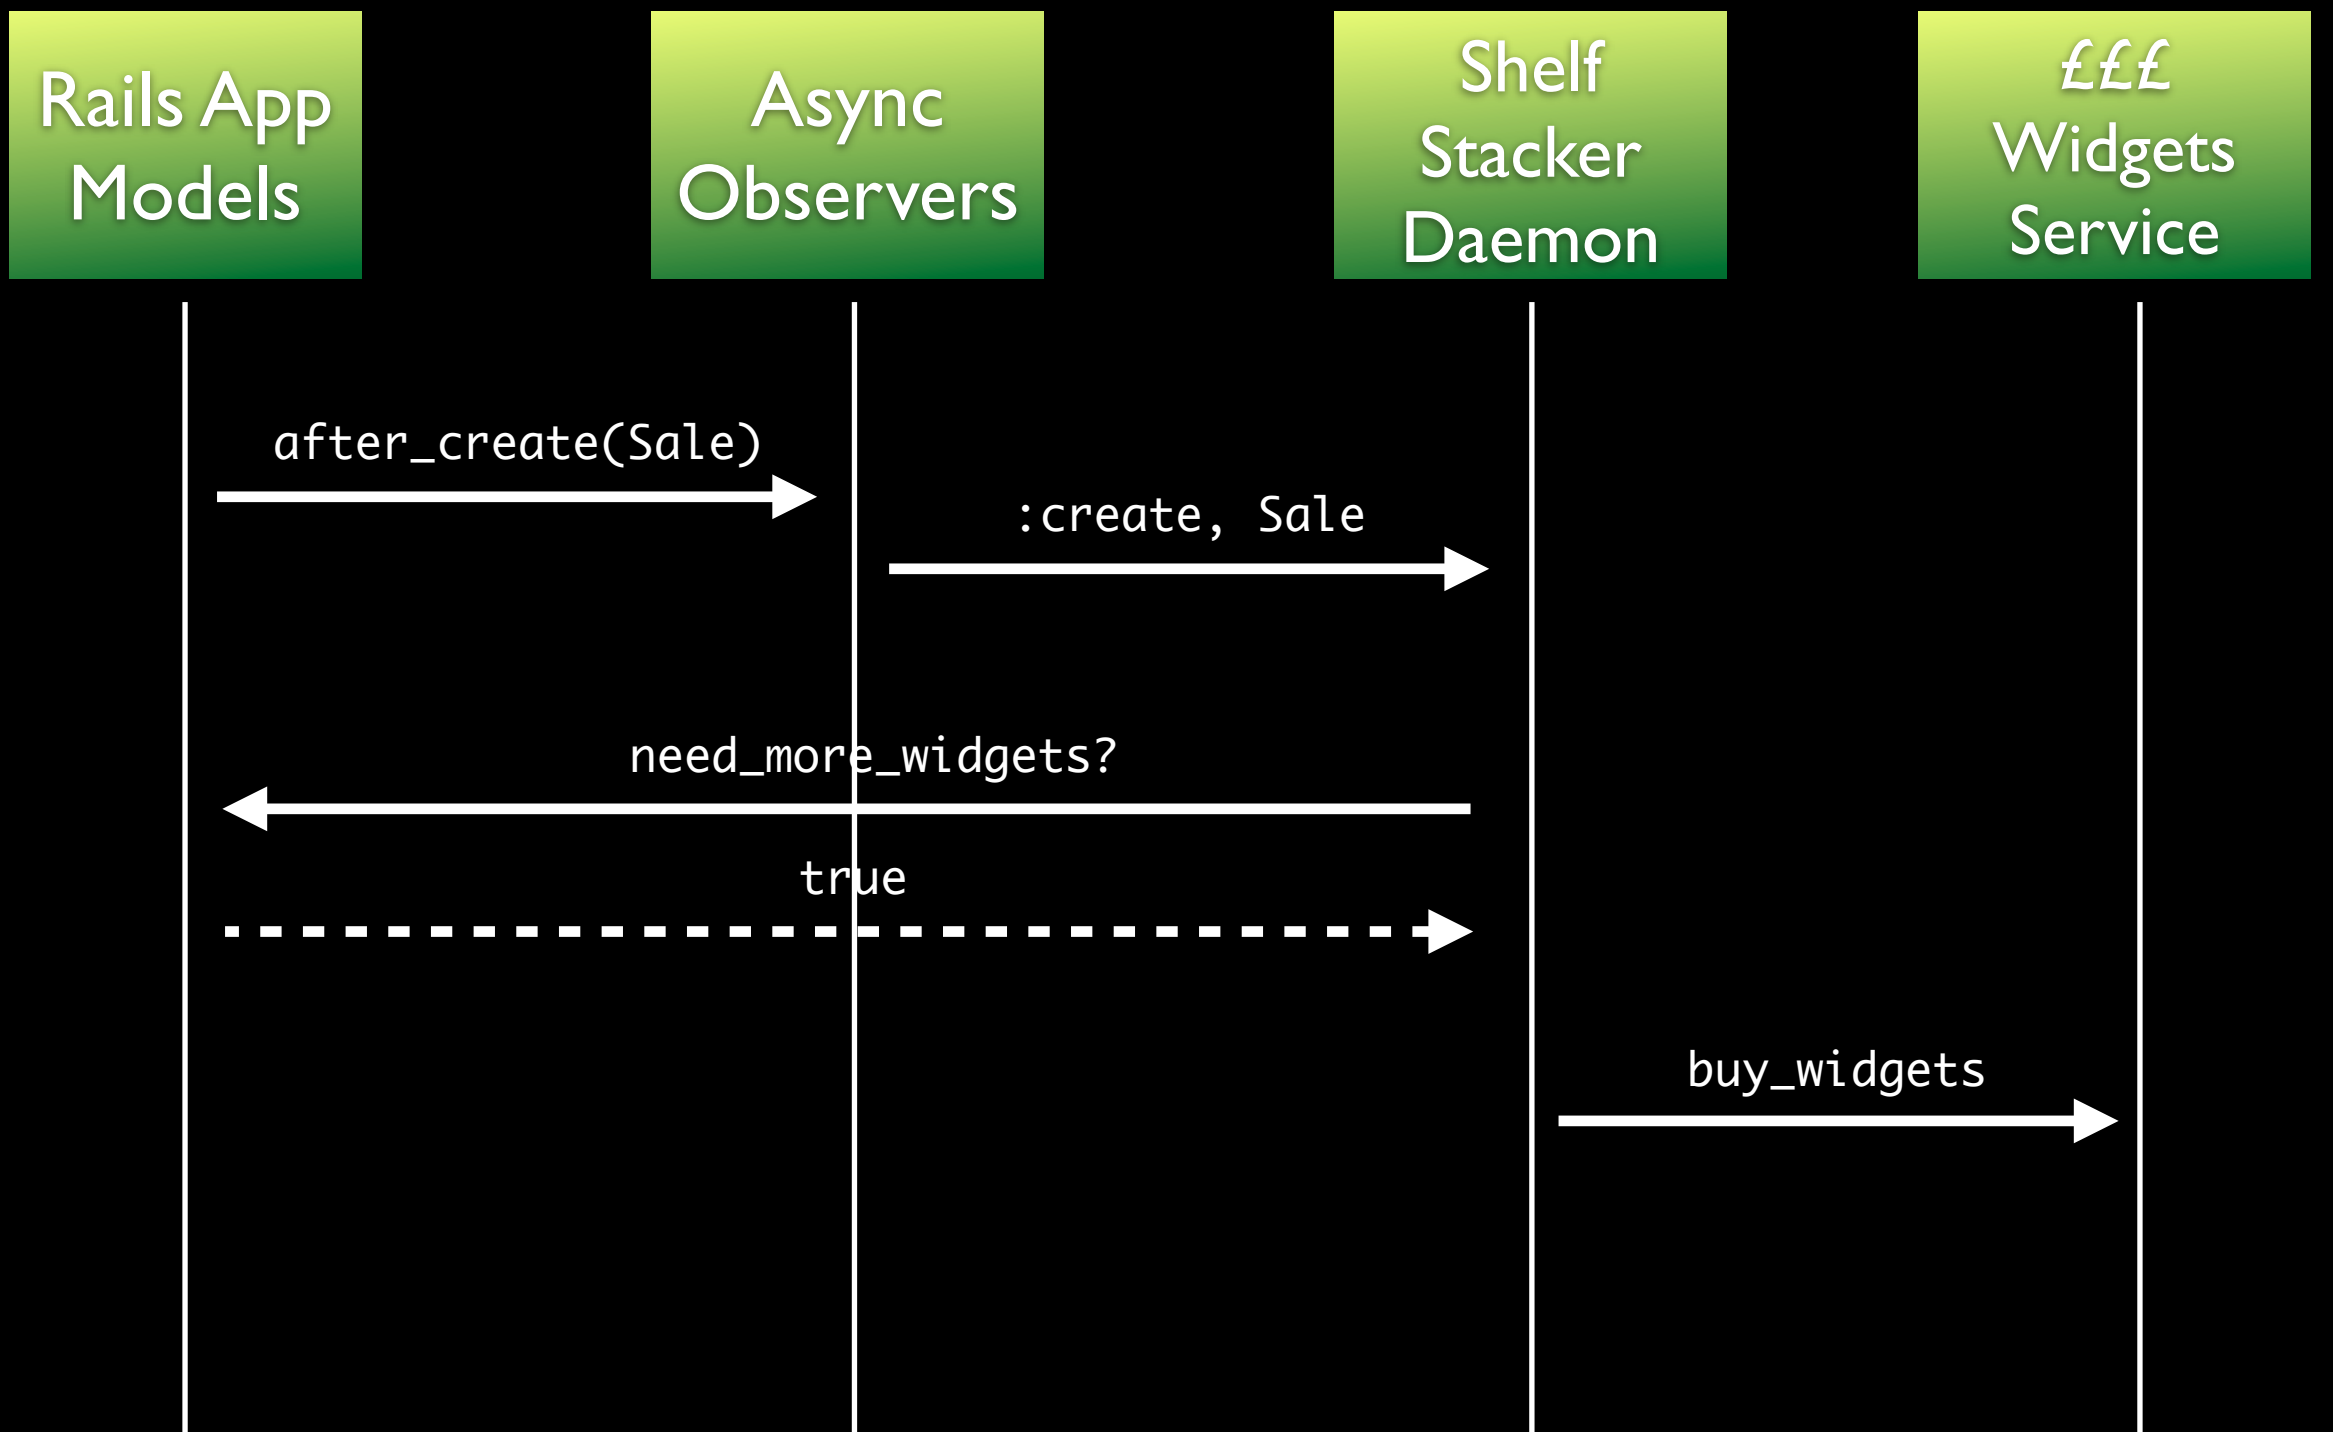 Rails App
Models
Async
Observers
Shelf
Stacker
Daemon
£££
Widgets
Service
after_create(Sale)
:create, Sale
need_more_widgets?
true
buy_widgets